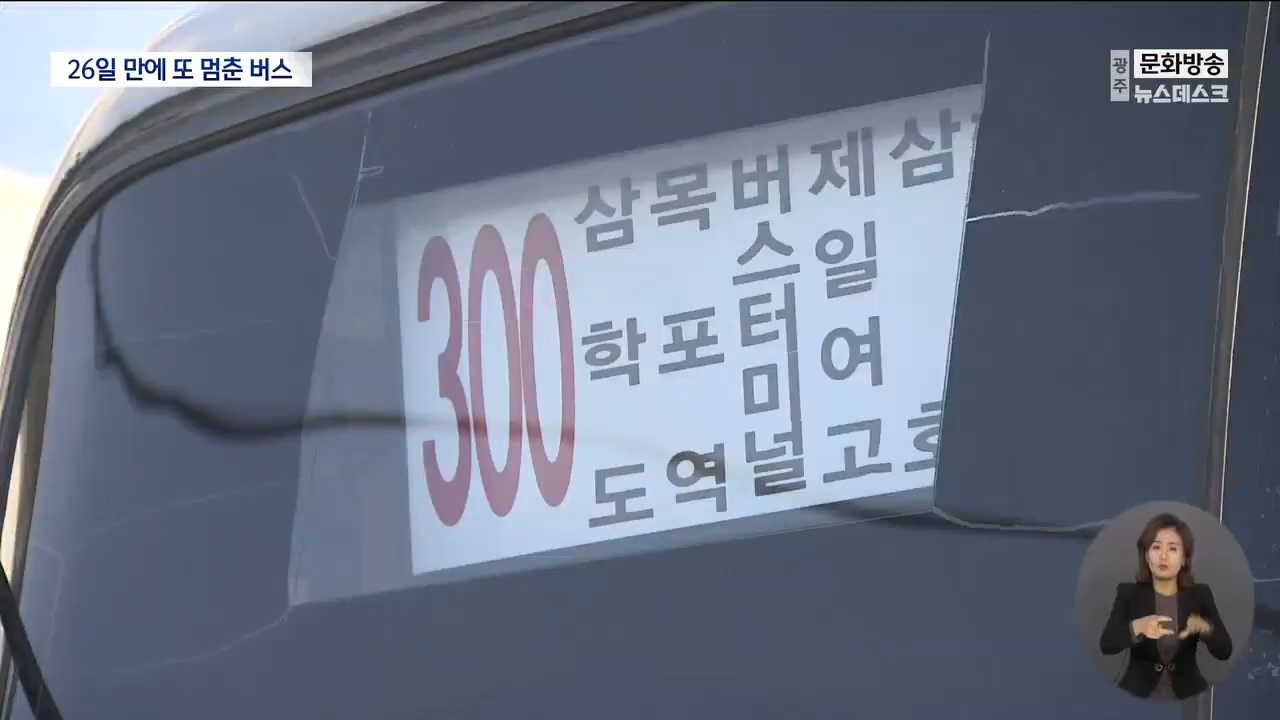 26일 만에 또 멈춘 버스
광주
문화방송
뉴스데스크
300
삼학도
목포역
버스터미널
제일여고
삼